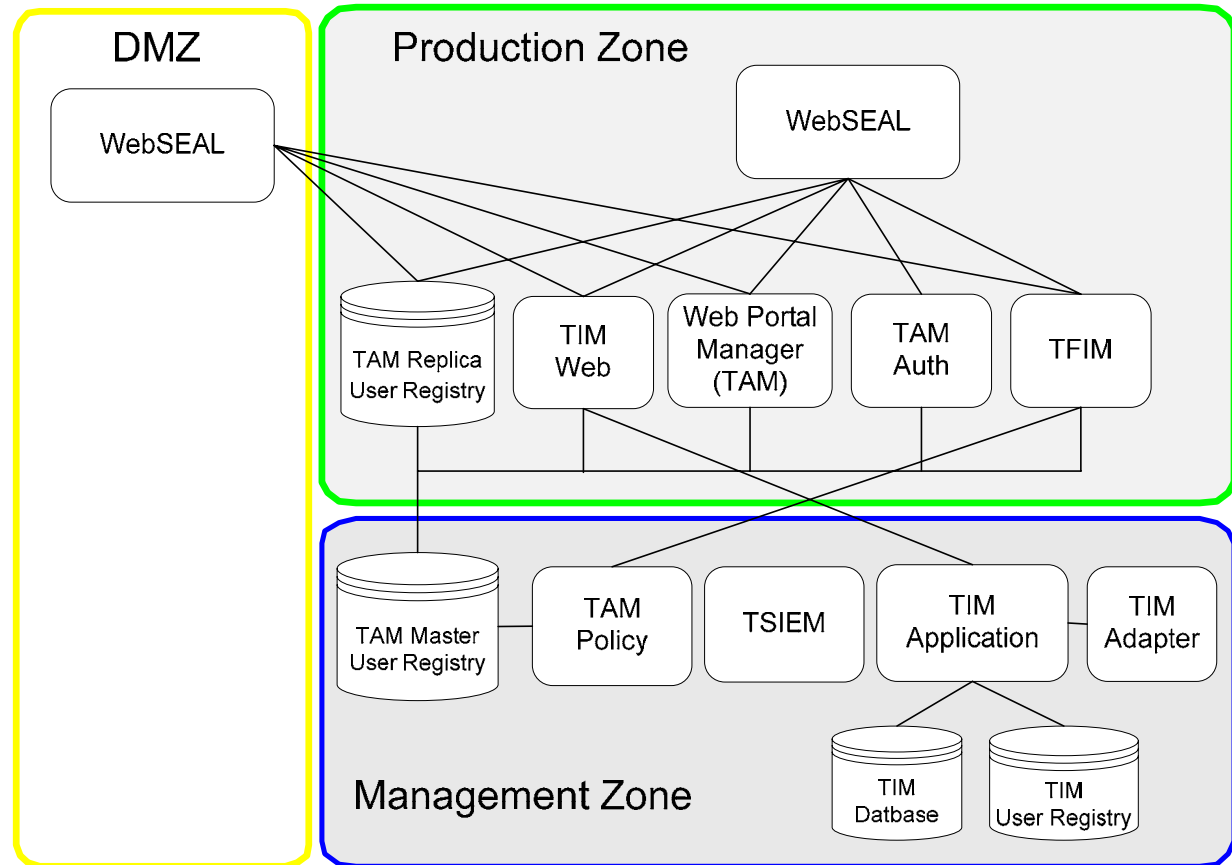 DMZ
Production Zone
WebSEAL
WebSEAL
TAM Replica
User Registry
TIM
Web
Web Portal
Manager
(TAM)
TAM
Auth
TFIM
TAM Master
User Registry
TAM
Policy
TSIEM
TIM
Application
TIM
Adapter
TIM
Datbase
TIM
User Registry
Management Zone